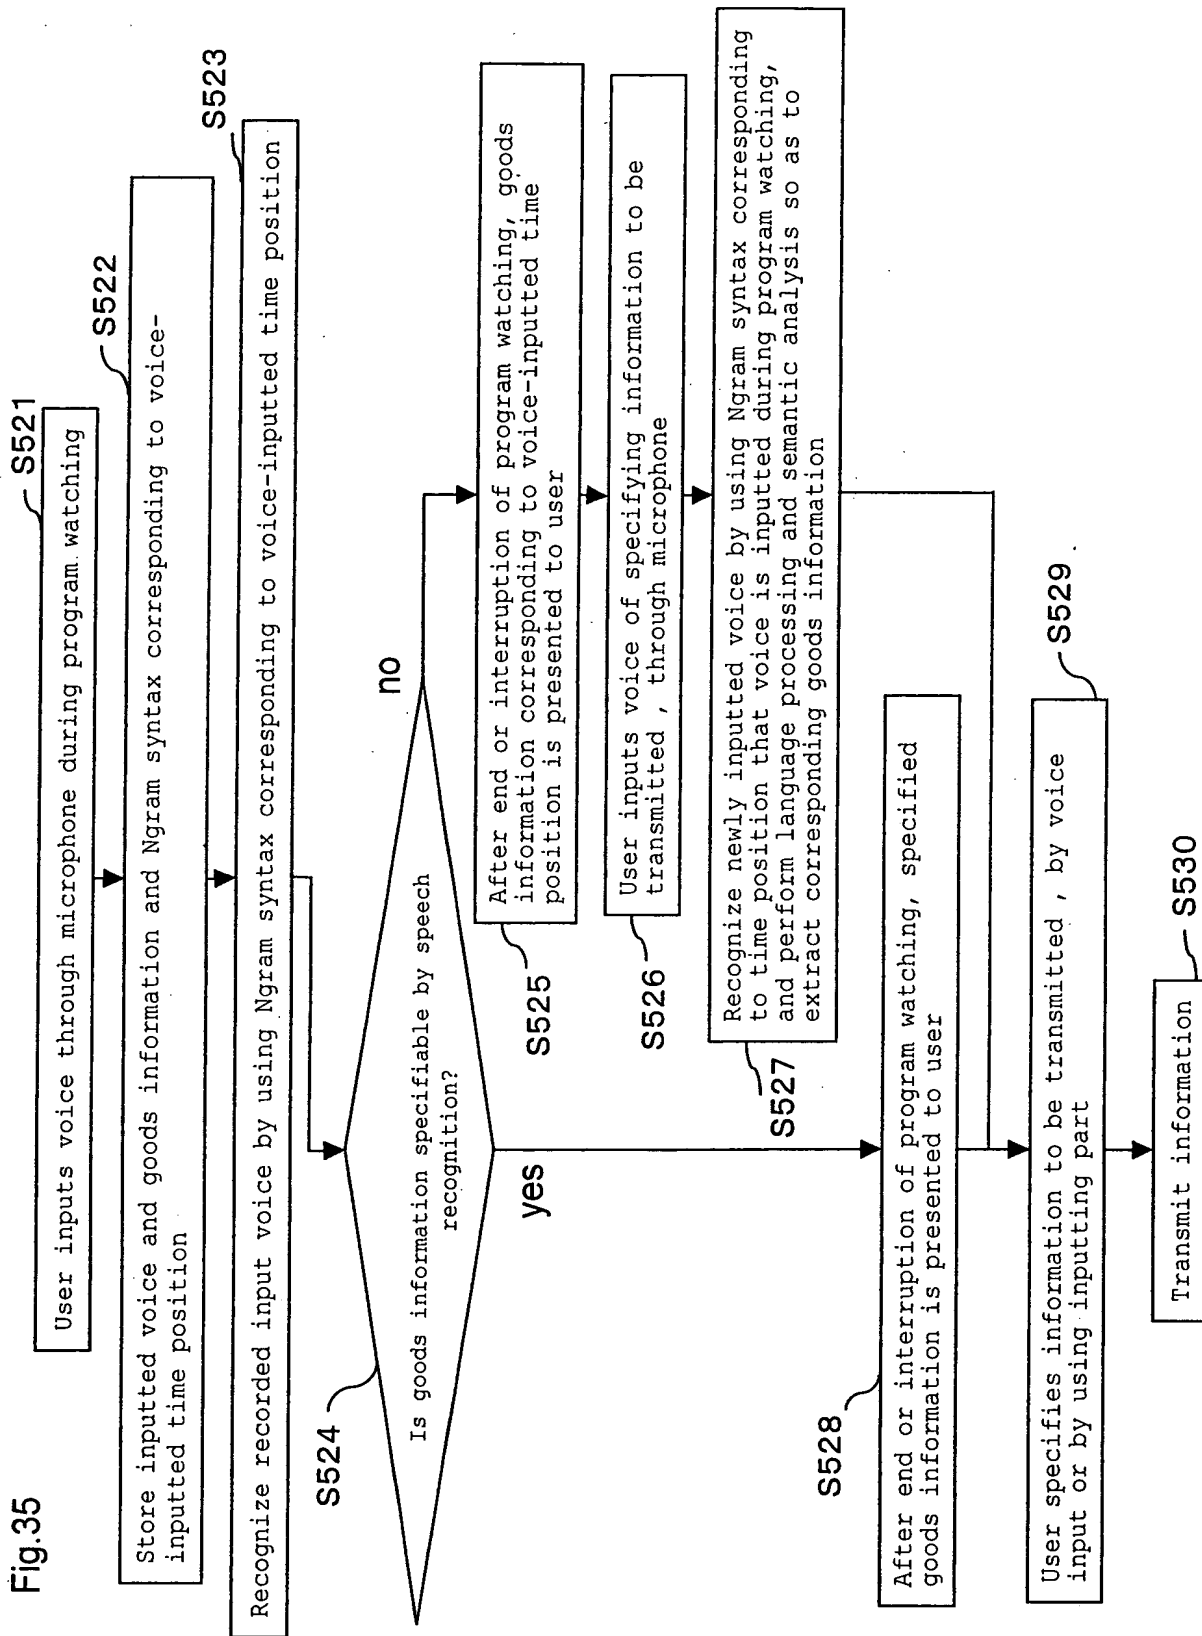 Fig.35
S521
User inputs voice through microphone during program watching
S522
Store inputted voice and goods information and Ngram syntax corresponding to voice-
inputted time position
S523
Recognize recorded input voice by using Ngram syntax corresponding to voice-inputted time position
S524
Is goods information specifiable by speech
recognition?
no
yes
After end or interruption of program watching, goods
information corresponding to voice-inputted time
position is presented to user
S525
User inputs voice of specifying information to be
transmitted , through microphone
S526
Recognize newly inputted voice by using Ngram syntax corresponding
to time position that voice is inputted during program watching,
and perform language processing and semantic analysis so as to
extract corresponding goods information
S527
S528
After end or interruption of program watching, specified
goods information is presented to user
S529
User specifies information to be transmitted , by voice
input or by using inputting part
S530
Transmit information